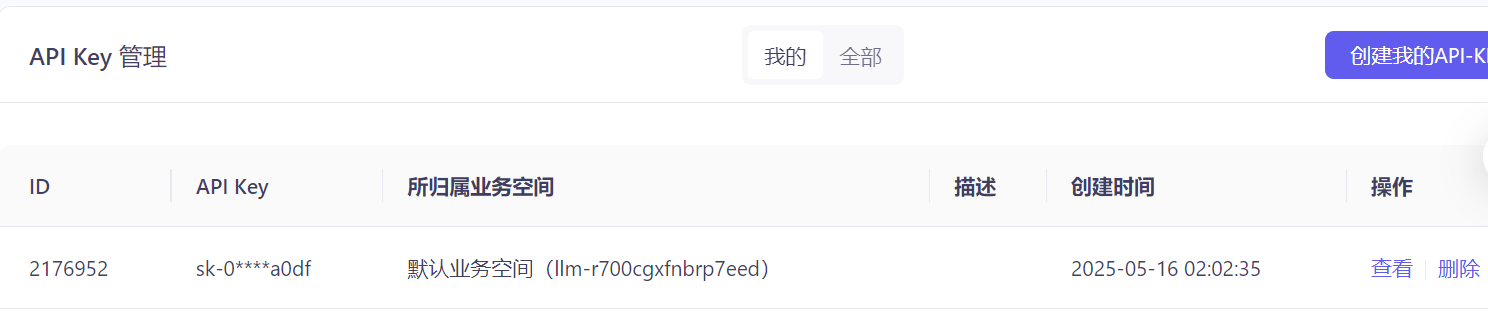 API Key 管理
我的 全部
创建我的API-K
ID API Key 所归属业务空间 描述 创建时间 操作
2176952 sk-0****a0df 默认业务空间（llm-r700cgxfnbrp7eed） 2025-05-16 02:02:35 查看 删除